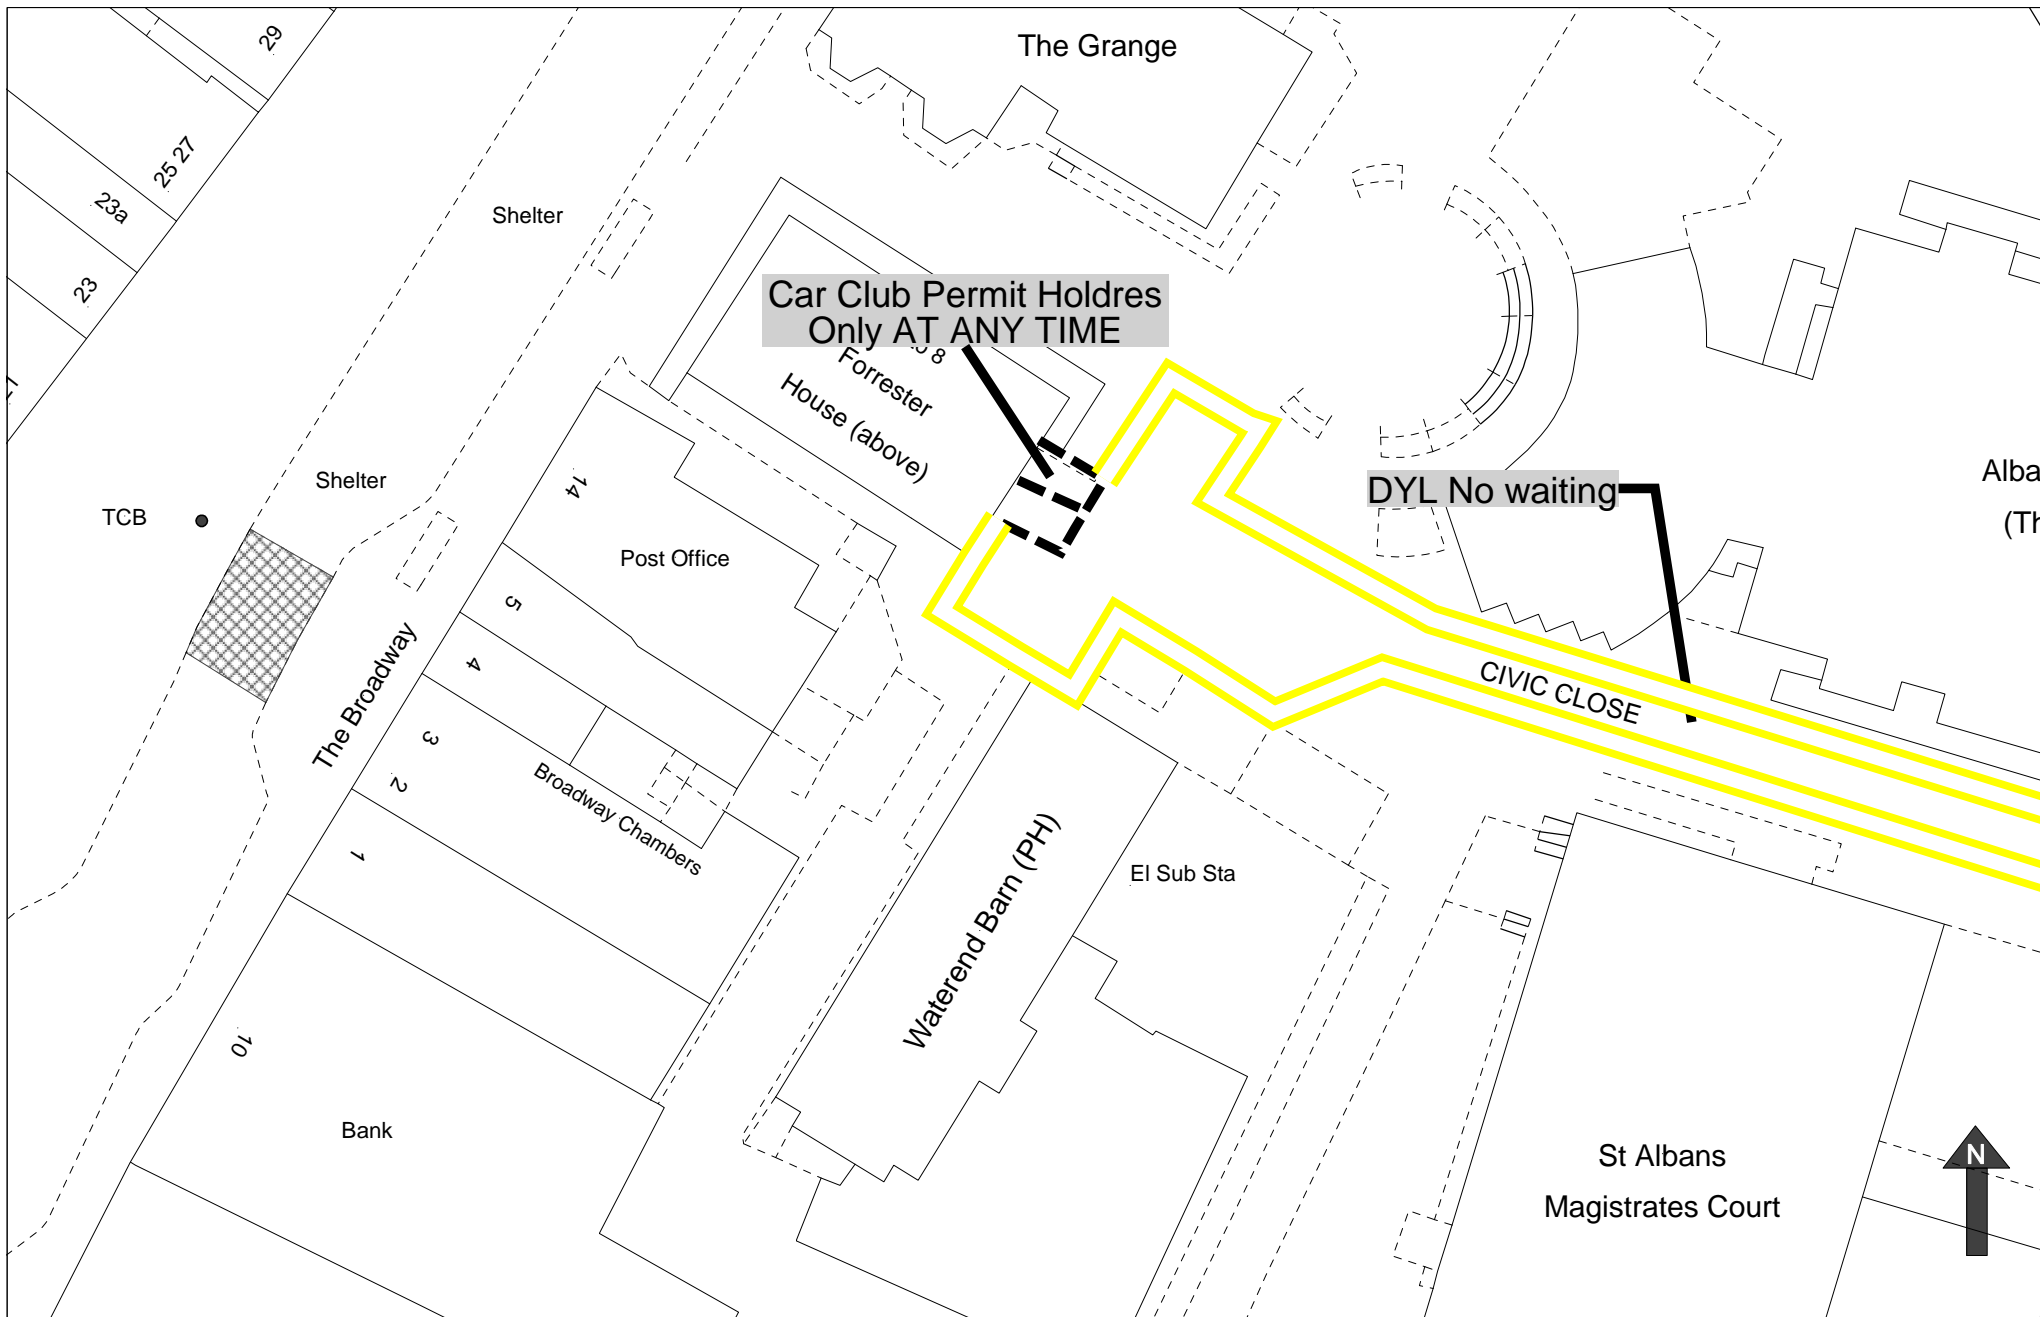 29
The Grange
25 27
23a
Shelter
23
Car Club Permit Holdres
Only AT ANY TIME
8
Forrester
House (above)
Shelter
DYL No waiting
Alba
(Th
TCB
14
Post Office
5
4
The Broadway
CIVIC CLOSE
3
2
Broadway Chambers
1
Waterend Barn (PH)
El Sub Sta
10
Bank
St Albans
Magistrates Court
N